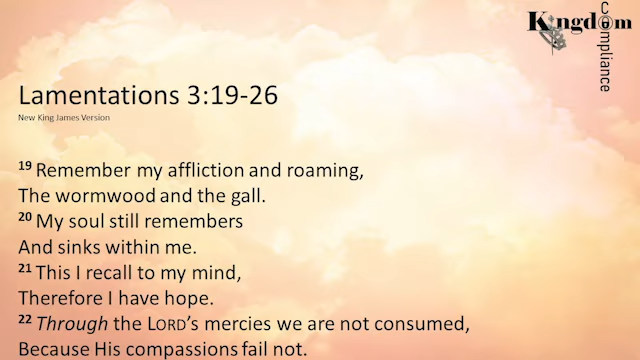 Kingdom
Compliance
Lamentations 3:19-26
New King James Version
19 Remember my affliction and roaming,
The wormwood and the gall.
20 My soul still remembers
And sinks within me.
21 This I recall to my mind,
Therefore I have hope.
22 Through the LORD’s mercies we are not consumed,
Because His compassions fail not.